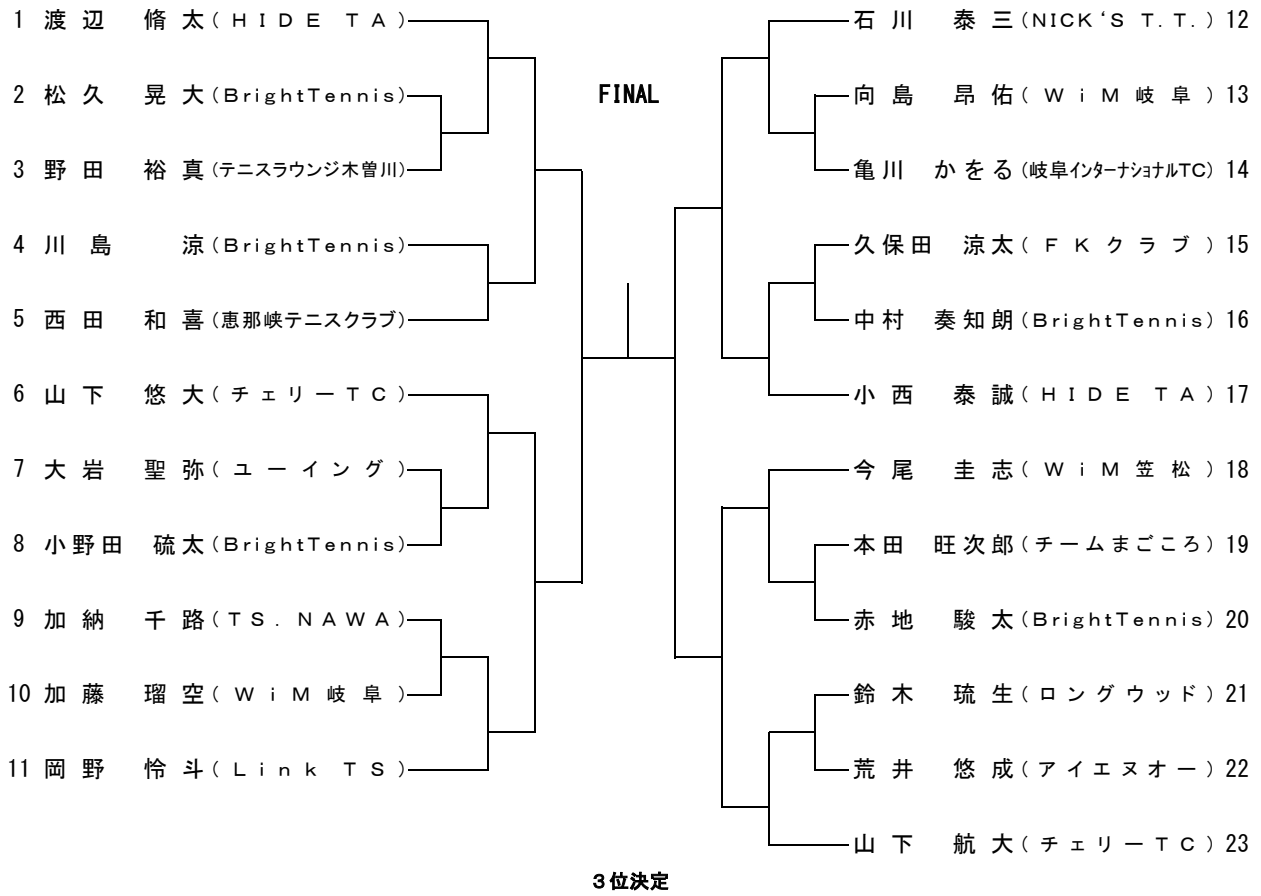 1 渡辺 脩太(HIDE TA)
2 松久 晃大(BrightTennis)
3 野田 裕真(テニスラウンジ木曽川)
4 川島 涼(BrightTennis)
5 西田 和喜(恵那峡テニスクラブ)
6 山下 悠大(チェリーTC)
7 大岩 聖弥(ユーイング)
8 小野田 硫太(BrightTennis)
9 加納 千路(TS.NAWA)
10 加藤 瑠空(WiM岐阜)
11 岡野 怜斗(Link TS)
FINAL
石川 泰三(NICK'S T.T.) 12
向島 昂佑(WiM岐阜) 13
亀川 かをる(岐阜インターナショナルTC) 14
久保田 涼太(FKクラブ) 15
中村 奏知朗(BrightTennis) 16
小西 泰誠(HIDE TA) 17
今尾 圭志(WiM笠松) 18
本田 旺次郎(チームまごころ) 19
赤地 駿太(BrightTennis) 20
鈴木 琉生(ロングウッド) 21
荒井 悠成(アイエヌオー) 22
山下 航大(チェリーTC) 23
3位決定